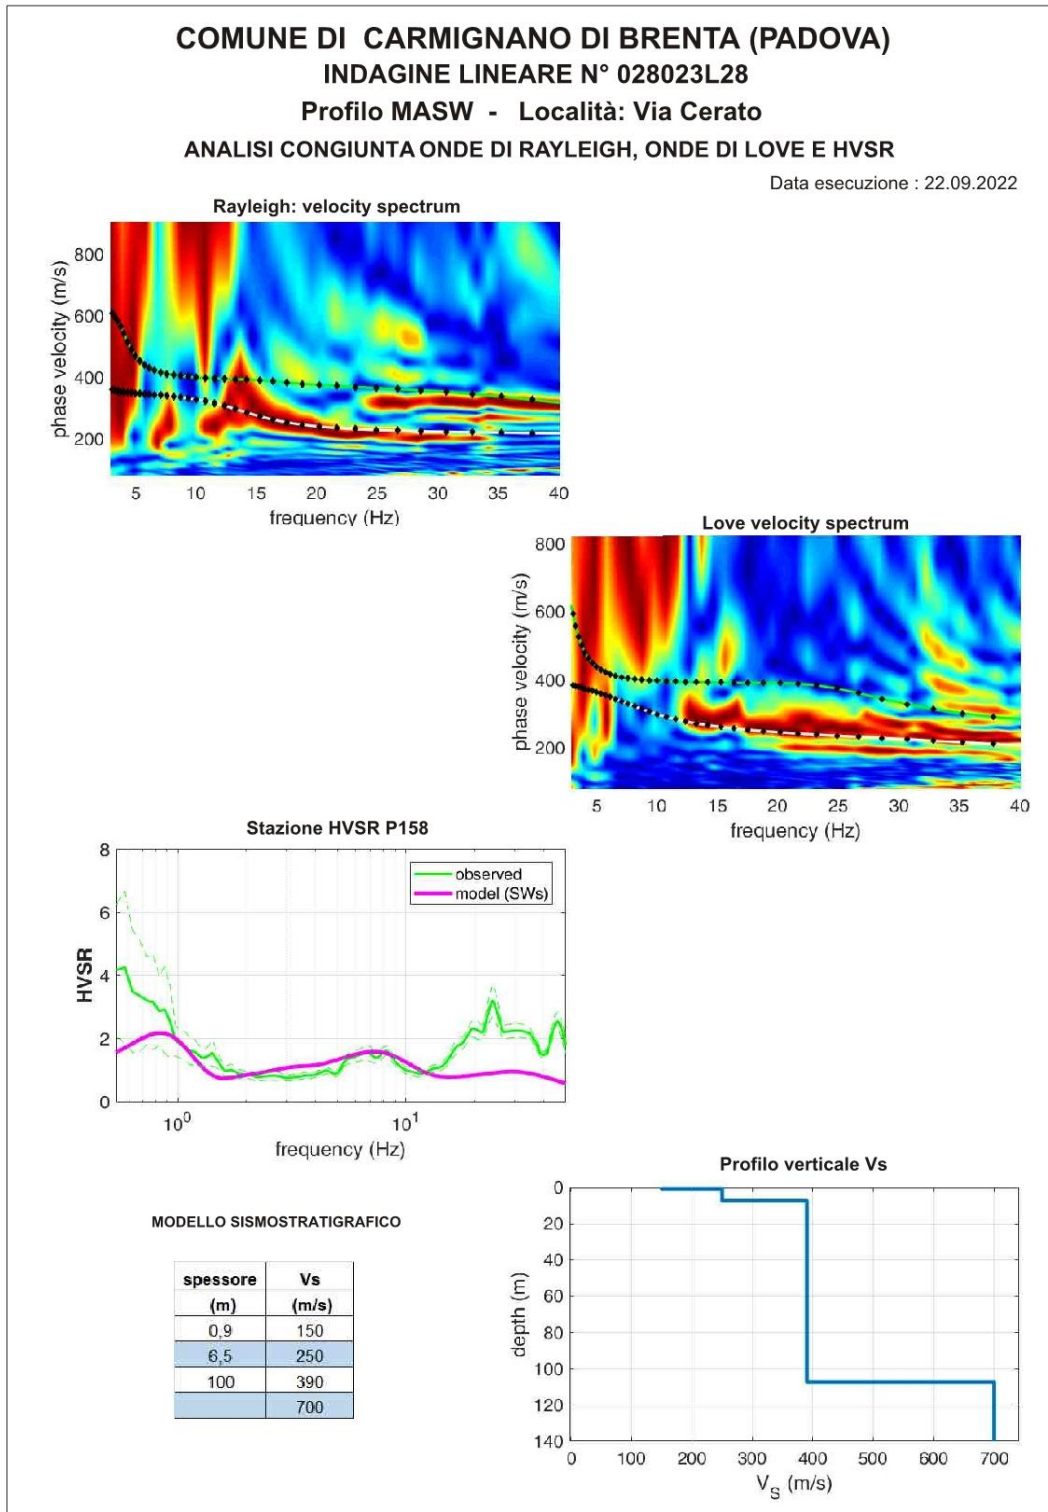 COMUNE DI CARMIGNANO DI BRENTA (PADOVA)
INDAGINE LINEARE N° 028023L28
Profilo MASW - Località: Via Cerato
ANALISI CONGIUNTA ONDE DI RAYLEIGH, ONDE DI LOVE E HVSR
Data esecuzione : 22.09.2022
Rayleigh: velocity spectrum
phase velocity (m/s)
800
600
400
200
5 10 15 20 25 30 35 40
frequency (Hz)
Love velocity spectrum
phase velocity (m/s)
800
600
400
200
5 10 15 20 25 30 35 40
frequency (Hz)
Stazione HVSR P158
HVSR
8
6
4
2
0
observed
model (SWs)
10^0 10^1
frequency (Hz)
Profilo verticale Vs
depth (m)
0
20
40
60
80
100
120
140
0 100 200 300 400 500 600 700
V_S (m/s)
MODELLO SISMOSTRATIGRAFICO
spessore Vs
(m) (m/s)
0,9 150
6,5 250
100 390
700